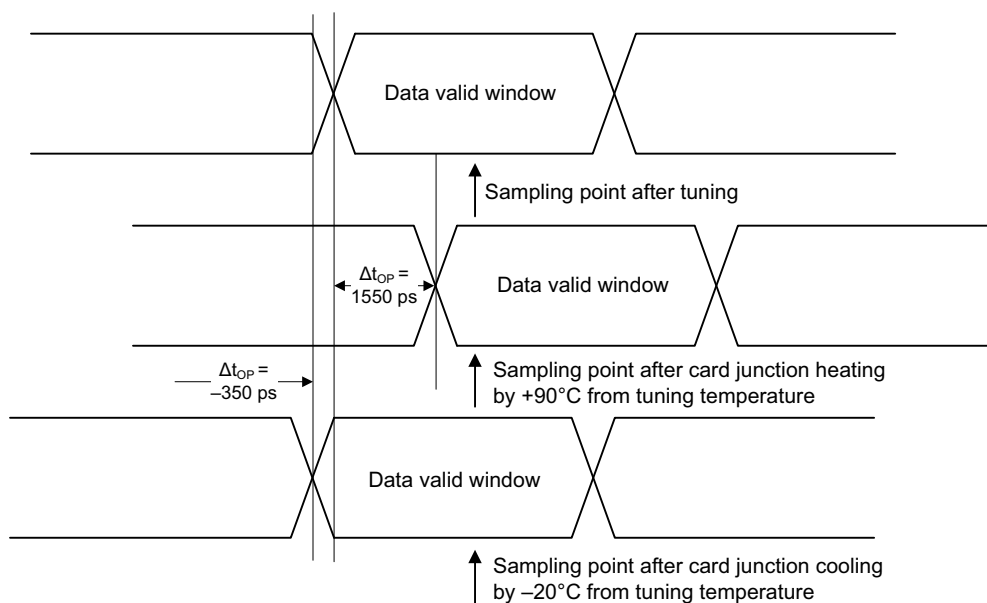 Data valid window
Sampling point after tuning
Δt_OP =
1550 ps
Data valid window
Δt_OP =
–350 ps
Sampling point after card junction heating
by +90°C from tuning temperature
Data valid window
Sampling point after card junction cooling
by –20°C from tuning temperature